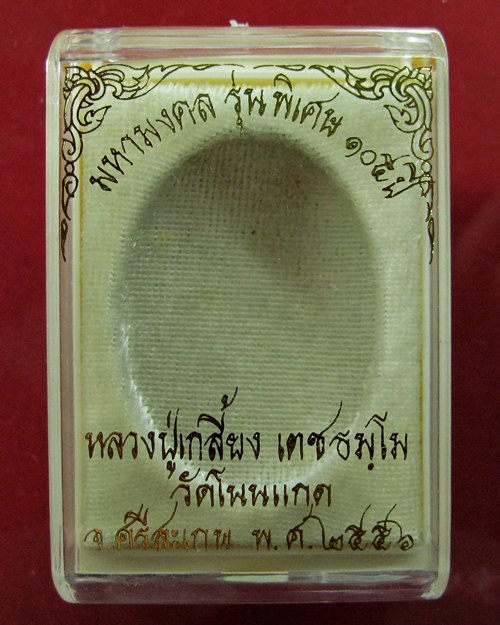 มหามงคล รุ่นพิเศษ ๑๐๕ ปี
หลวงปู่เกลี้ยง เตชธมฺโม
วัดโนนแกด
จ.ศรีสะเกษ พ.ศ.๒๕๕๖